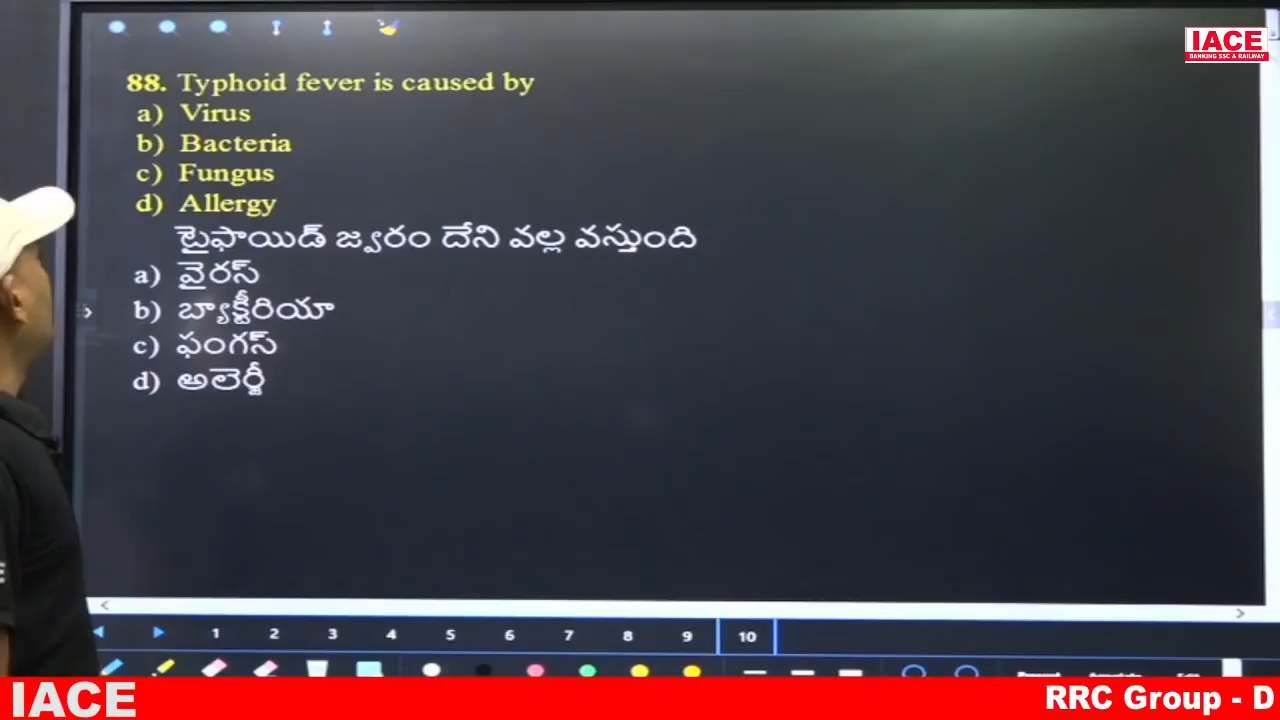 IACE
BANKING SSC & RAILWAY
88. Typhoid fever is caused by
a) Virus
b) Bacteria
c) Fungus
d) Allergy
టైఫాయిడ్ జ్వరం దేని వల్ల వస్తుంది
a) వైరస్
b) బ్యాక్టీరియా
c) ఫంగస్
d) అలెర్జీ
1 2 3 4 5 6 7 8 9 10
IACE
RRC Group - D